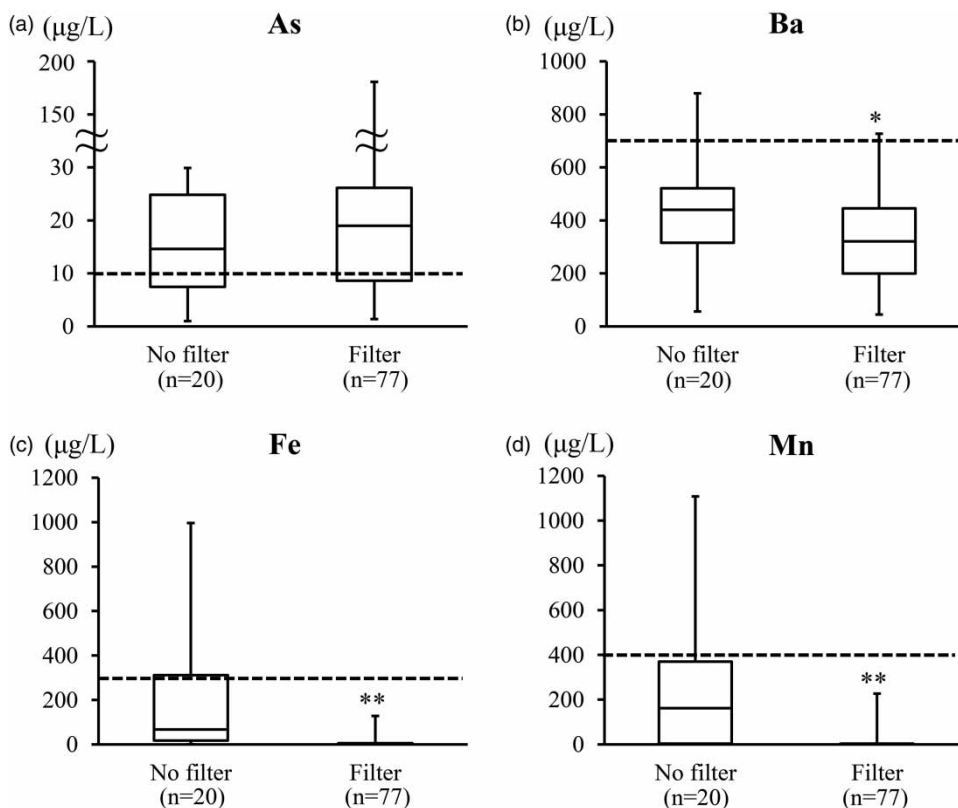 (a) (µg/L) As
200
150
30
20
10
0
No filter Filter
(n=20) (n=77)
(b) (µg/L) Ba
1000
800
*
600
400
200
0
No filter Filter
(n=20) (n=77)
(c) (µg/L) Fe
1200
1000
800
600
400
200
**
0
No filter Filter
(n=20) (n=77)
(d) (µg/L) Mn
1200
1000
800
600
400
**
200
0
No filter Filter
(n=20) (n=77)